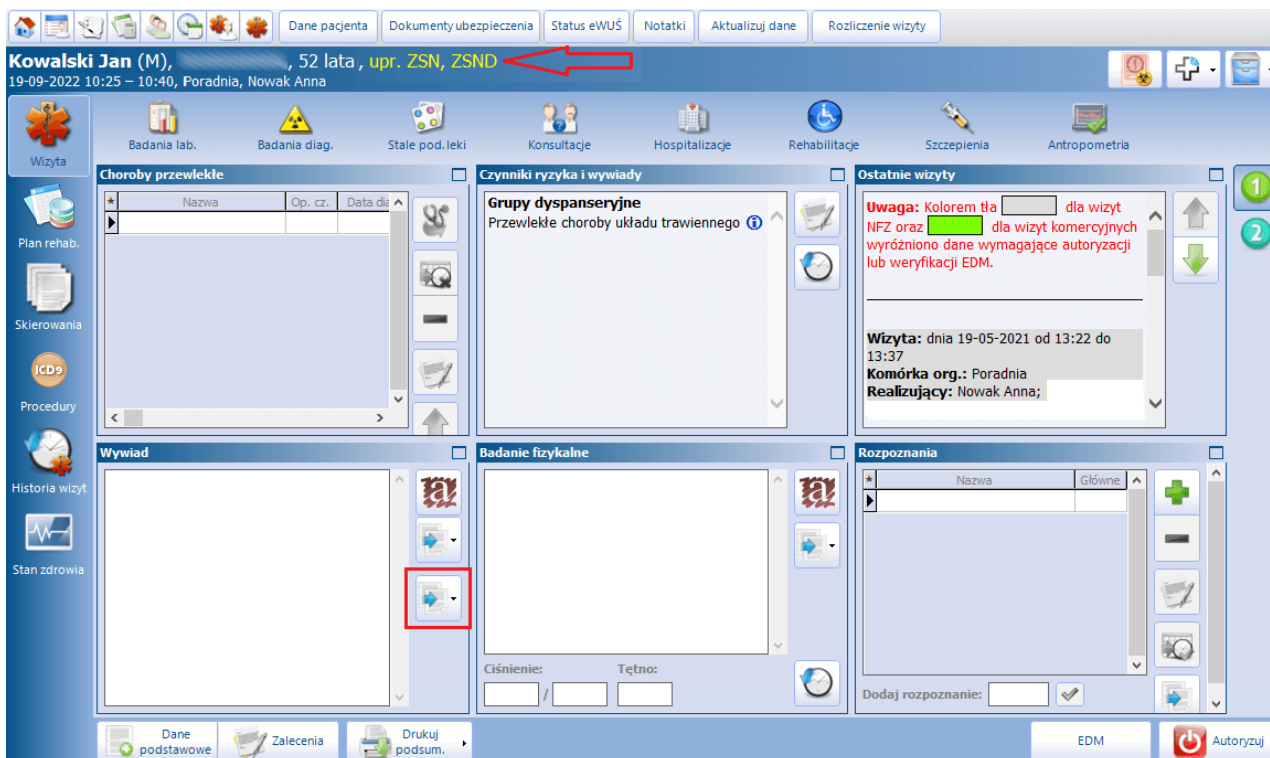 Dane pacjenta Dokumenty ubezpieczenia Status eWUŚ Notatki Aktualizuj dane Rozliczenie wizyty
Kowalski Jan (M), , 52 lata , upr. ZSN, ZSND
19-09-2022 10:25 – 10:40, Poradnia, Nowak Anna
Wizyta
Badania lab. Badania diag. Stale pod. leki Konsultacje Hospitalizacje Rehabilitacje Szczepienia Antropometria
Plan rehab.
Skierowania
ICD9
Procedury
Historia wizyt
Stan zdrowia
Choroby przewlekłe
* Nazwa Op. cz. Data dia
Czynniki ryzyka i wywiady
Grupy dyspanseryjne
Przewlekłe choroby układu trawiennego
Ostatnie wizyty
Uwaga: Kolorem tła dla wizyt
NFZ oraz dla wizyt komercyjnych
wyróżniono dane wymagające autoryzacji
lub weryfikacji EDM.
Wizyta: dnia 19-05-2021 od 13:22 do
13:37
Komórka org.: Poradnia
Realizujący: Nowak Anna;
1
2
Wywiad
Badanie fizykalne
Ciśnienie: Tętno:
/
Rozpoznania
* Nazwa Główne
Dodaj rozpoznanie:
Dane
podstawowe
Zalecenia
Drukuj
podsum.
EDM
Autoryzuj